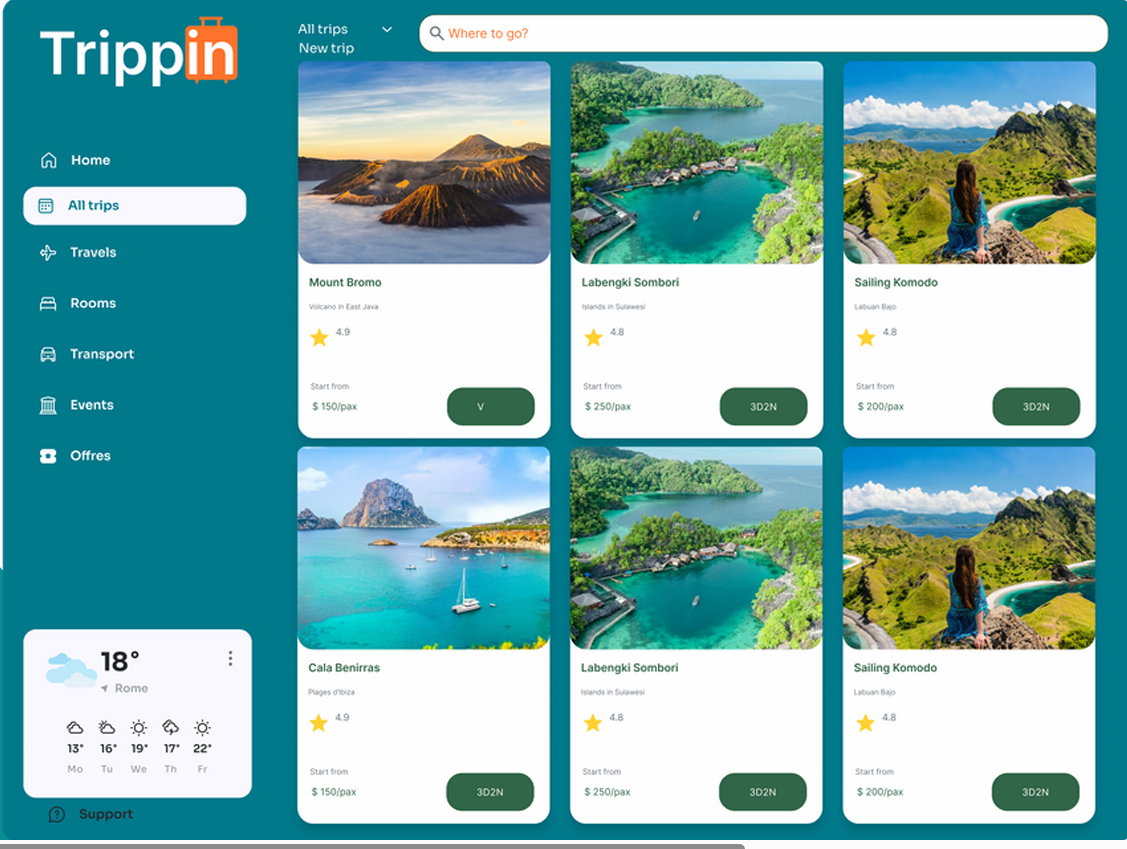 Trippin
Home
All trips
Travels
Rooms
Transport
Events
Offres
18°
Rome
13° 16° 19° 17° 22°
Mo Tu We Th Fr
Support
All trips
New trip
Where to go?
Mount Bromo
Volcano in East Java
4.9
Start from
$ 150/pax
V
Labengki Sombori
Islands in Sulawesi
4.8
Start from
$ 250/pax
3D2N
Sailing Komodo
Labuan Bajo
4.8
Start from
$ 200/pax
3D2N
Cala Benirras
Plages d'Ibiza
4.9
Start from
$ 150/pax
3D2N
Labengki Sombori
Islands in Sulawesi
4.8
Start from
$ 250/pax
3D2N
Sailing Komodo
Labuan Bajo
4.8
Start from
$ 200/pax
3D2N